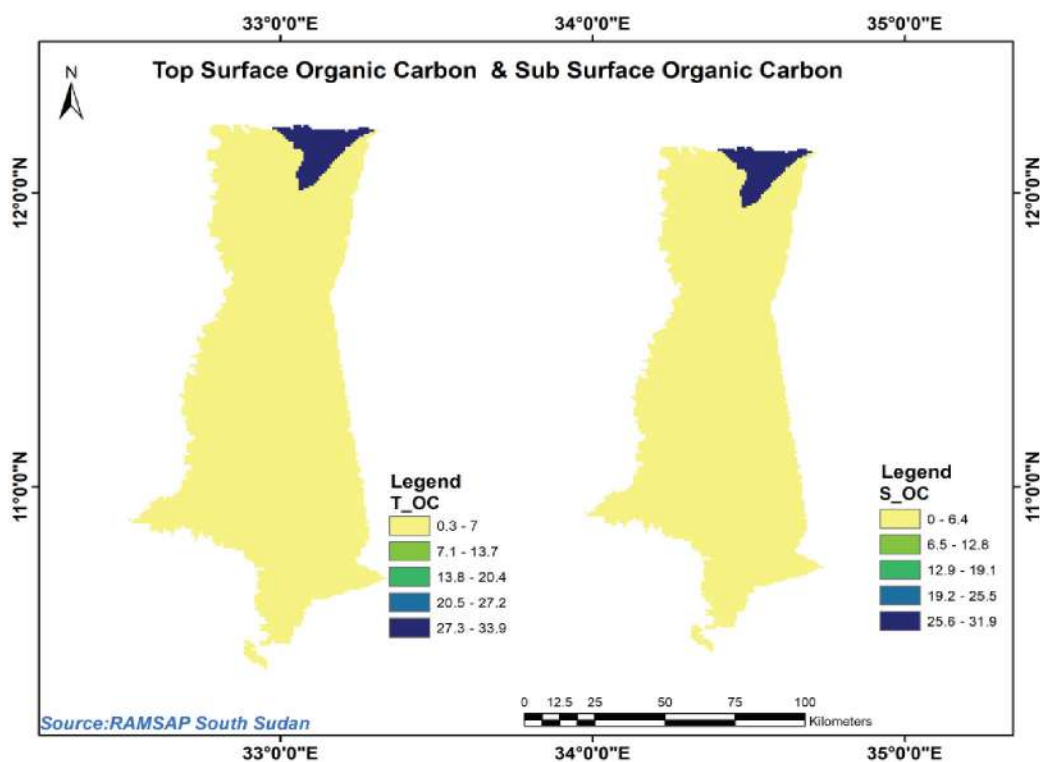 33°0'0"E 34°0'0"E 35°0'0"E
Top Surface Organic Carbon & Sub Surface Organic Carbon
N
12°0'0"N 12°0'0"N
11°0'0"N 11°0'0"N
Legend
T_OC
0.3 - 7
7.1 - 13.7
13.8 - 20.4
20.5 - 27.2
27.3 - 33.9
Legend
S_OC
0 - 6.4
6.5 - 12.8
12.9 - 19.1
19.2 - 25.5
25.6 - 31.9
0 12.5 25 50 75 100
Kilometers
Source:RAMSAP South Sudan
33°0'0"E 34°0'0"E 35°0'0"E